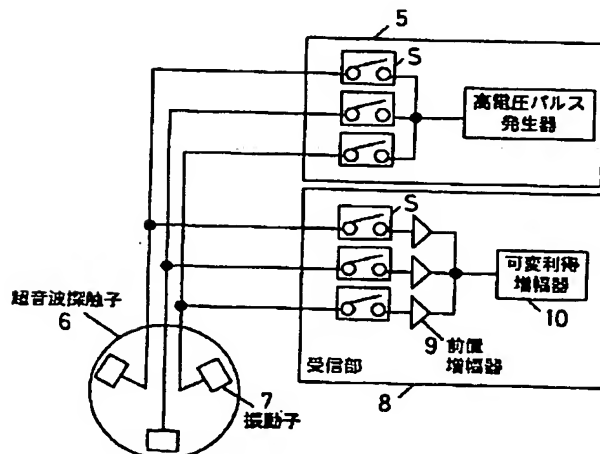 5
S
高電圧パルス
発生器
S
可変利得
増幅器
10
超音波探触子
6
9 前置
増幅器
受信部
7
振動子
8